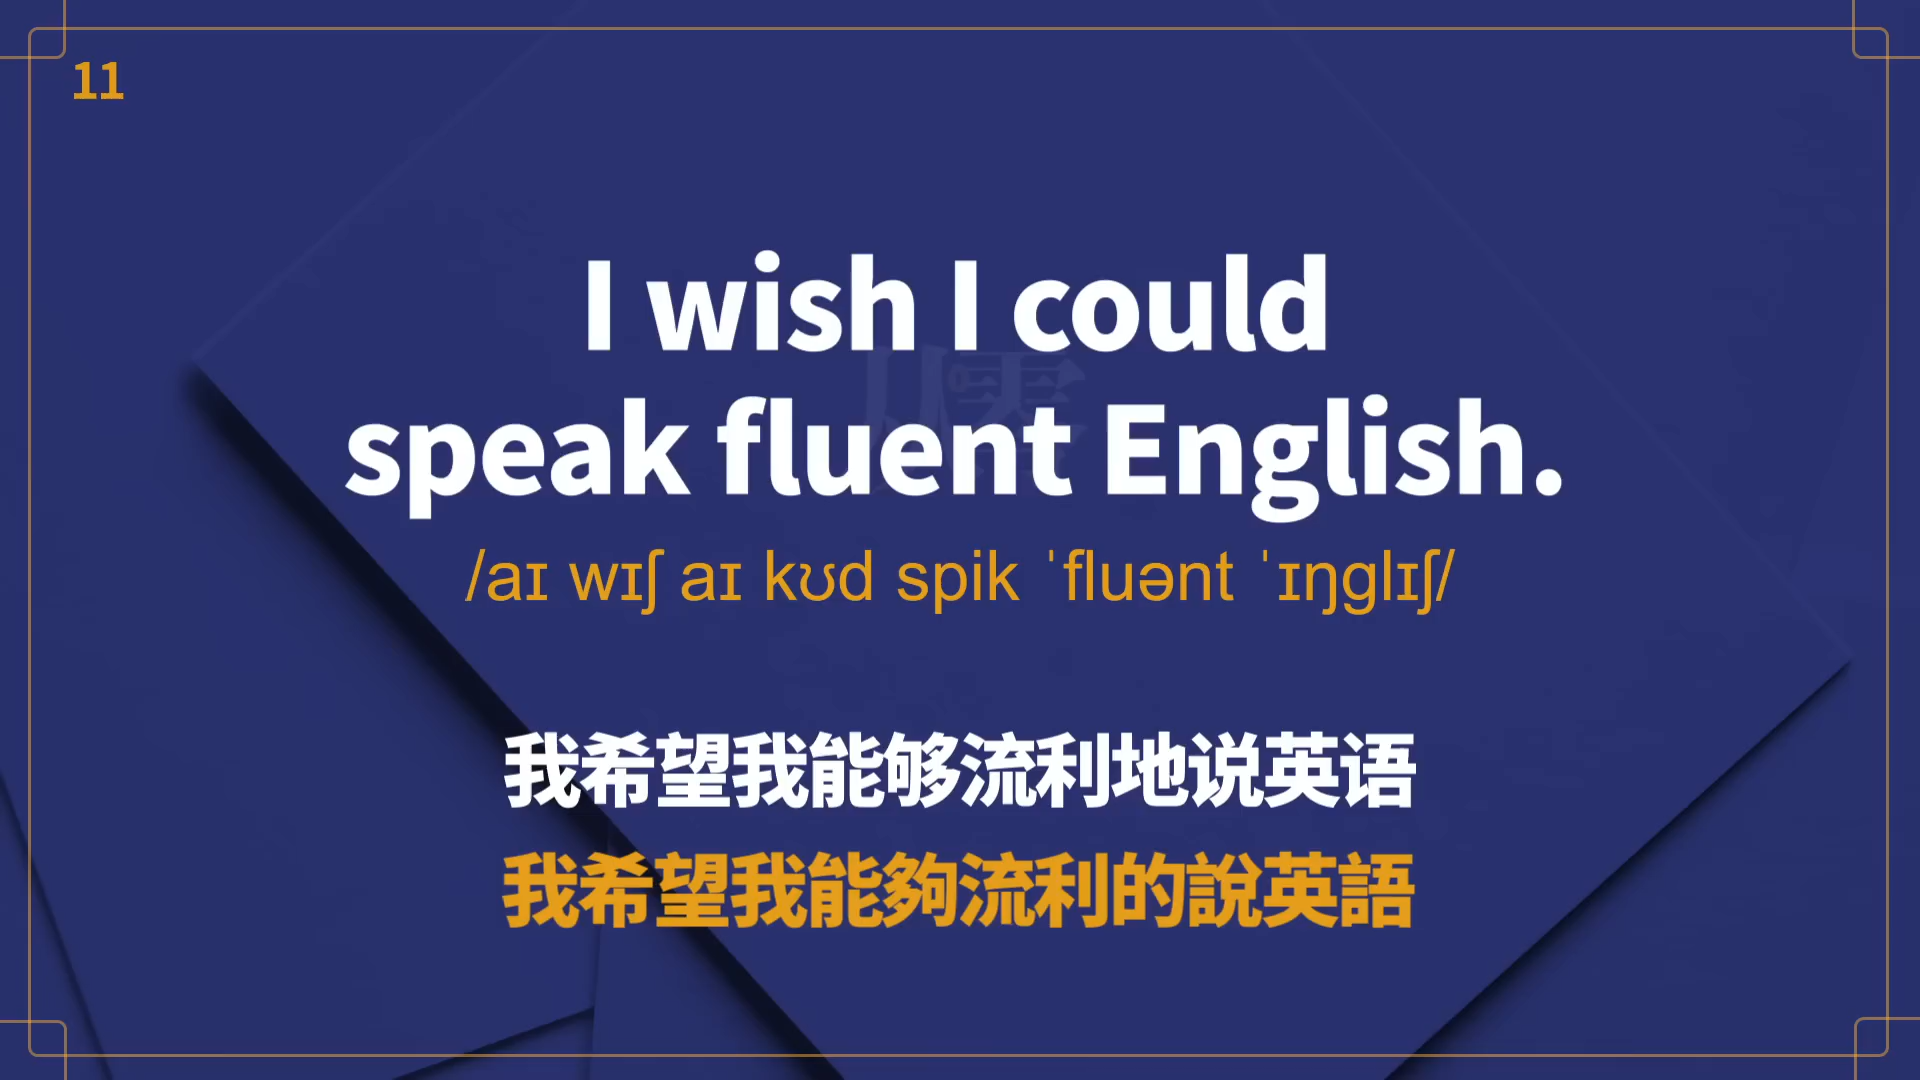 11
I wish I could
speak fluent English.
/aɪ wɪʃ aɪ kʊd spik ˈfluənt ˈɪŋglɪʃ/
我希望我能够流利地说英语
我希望我能夠流利的說英語